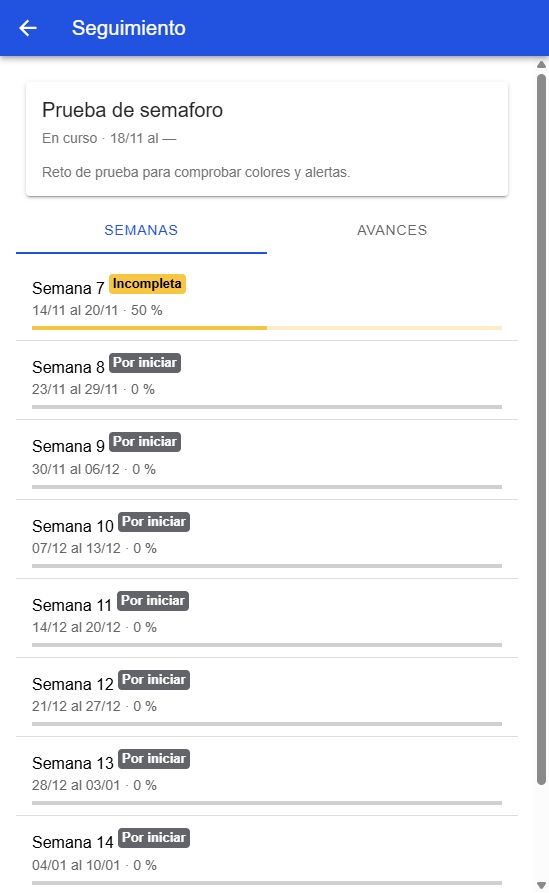 Seguimiento
Prueba de semaforo
En curso · 18/11 al —
Reto de prueba para comprobar colores y alertas.
SEMANAS AVANCES
Semana 7 Incompleta
14/11 al 20/11 · 50 %
Semana 8 Por iniciar
23/11 al 29/11 · 0 %
Semana 9 Por iniciar
30/11 al 06/12 · 0 %
Semana 10 Por iniciar
07/12 al 13/12 · 0 %
Semana 11 Por iniciar
14/12 al 20/12 · 0 %
Semana 12 Por iniciar
21/12 al 27/12 · 0 %
Semana 13 Por iniciar
28/12 al 03/01 · 0 %
Semana 14 Por iniciar
04/01 al 10/01 · 0 %